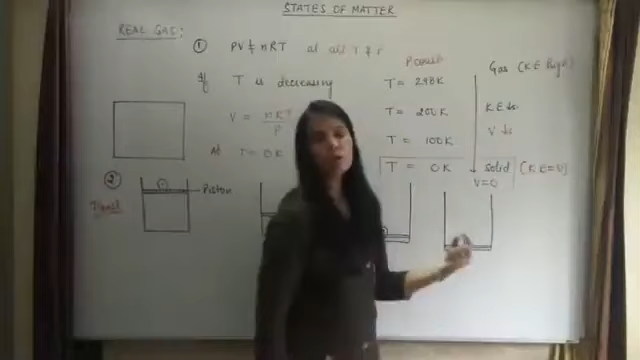 STATES OF MATTER
REAL GAS:
① PV ≠ nRT at all T & P
If T is decreasing
V = nRT
P
At T = 0K
P const
T = 298K
T = 200K
T = 100K
T = 0K
Gas (KE High)
KE↓s
V↓s
solid (KE=0)
V=0
②
Piston